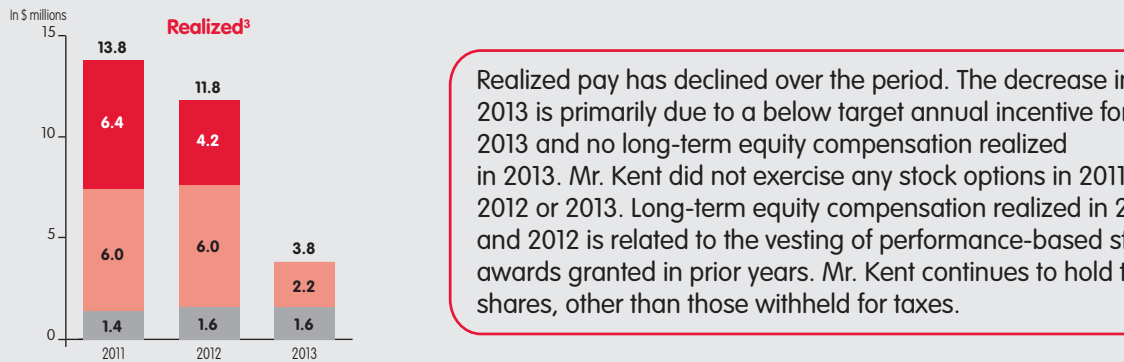 In $ millions
Realized³
15
10
5
0
13.8
6.4
6.0
1.4
11.8
4.2
6.0
1.6
3.8
2.2
1.6
2011
2012
2013
Realized pay has declined over the period. The decrease
2013 is primarily due to a below target annual incentive for
2013 and no long-term equity compensation realized
in 2013. Mr. Kent did not exercise any stock options in 2011
2012 or 2013. Long-term equity compensation realized in
and 2012 is related to the vesting of performance-based
awards granted in prior years. Mr. Kent continues to hold
shares, other than those withheld for taxes.